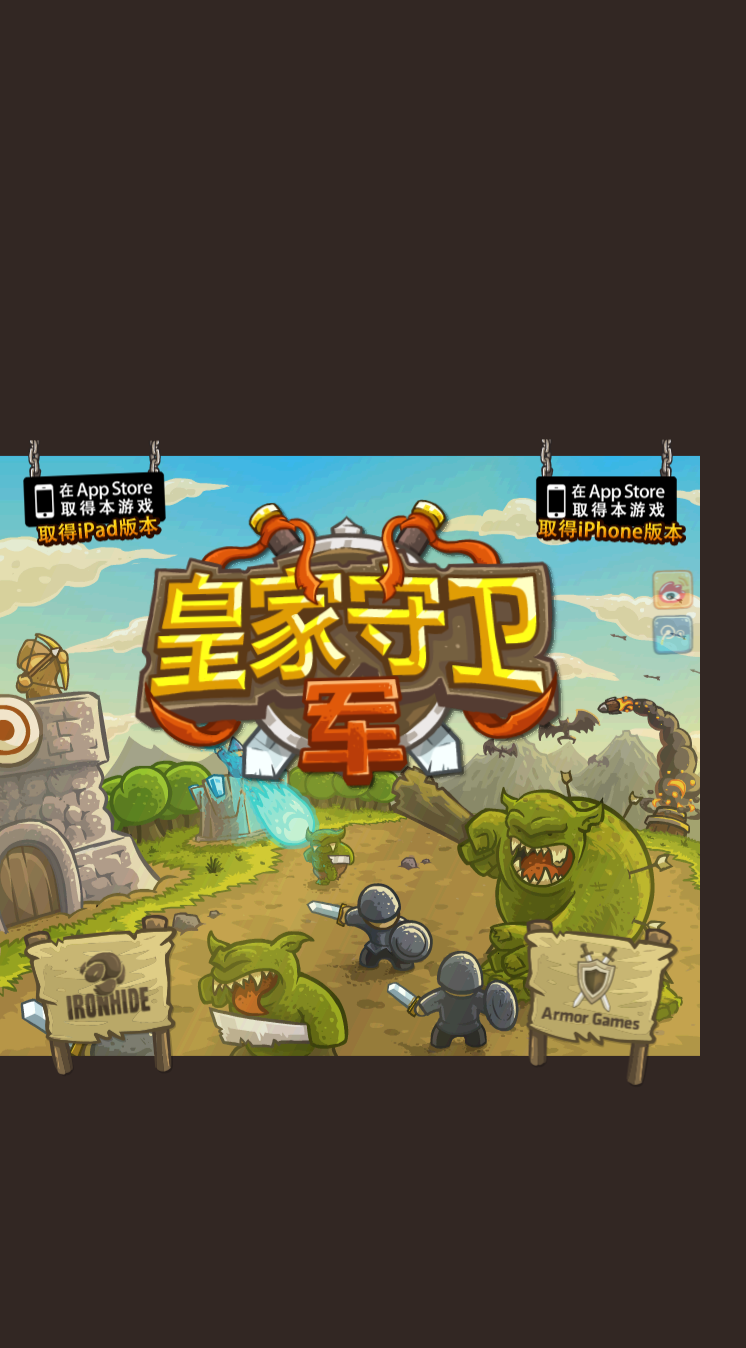 在 App Store
取得本游戏
取得iPad版本
在 App Store
取得本游戏
取得iPhone版本
皇家守卫
军
IRONHIDE
Armor Games